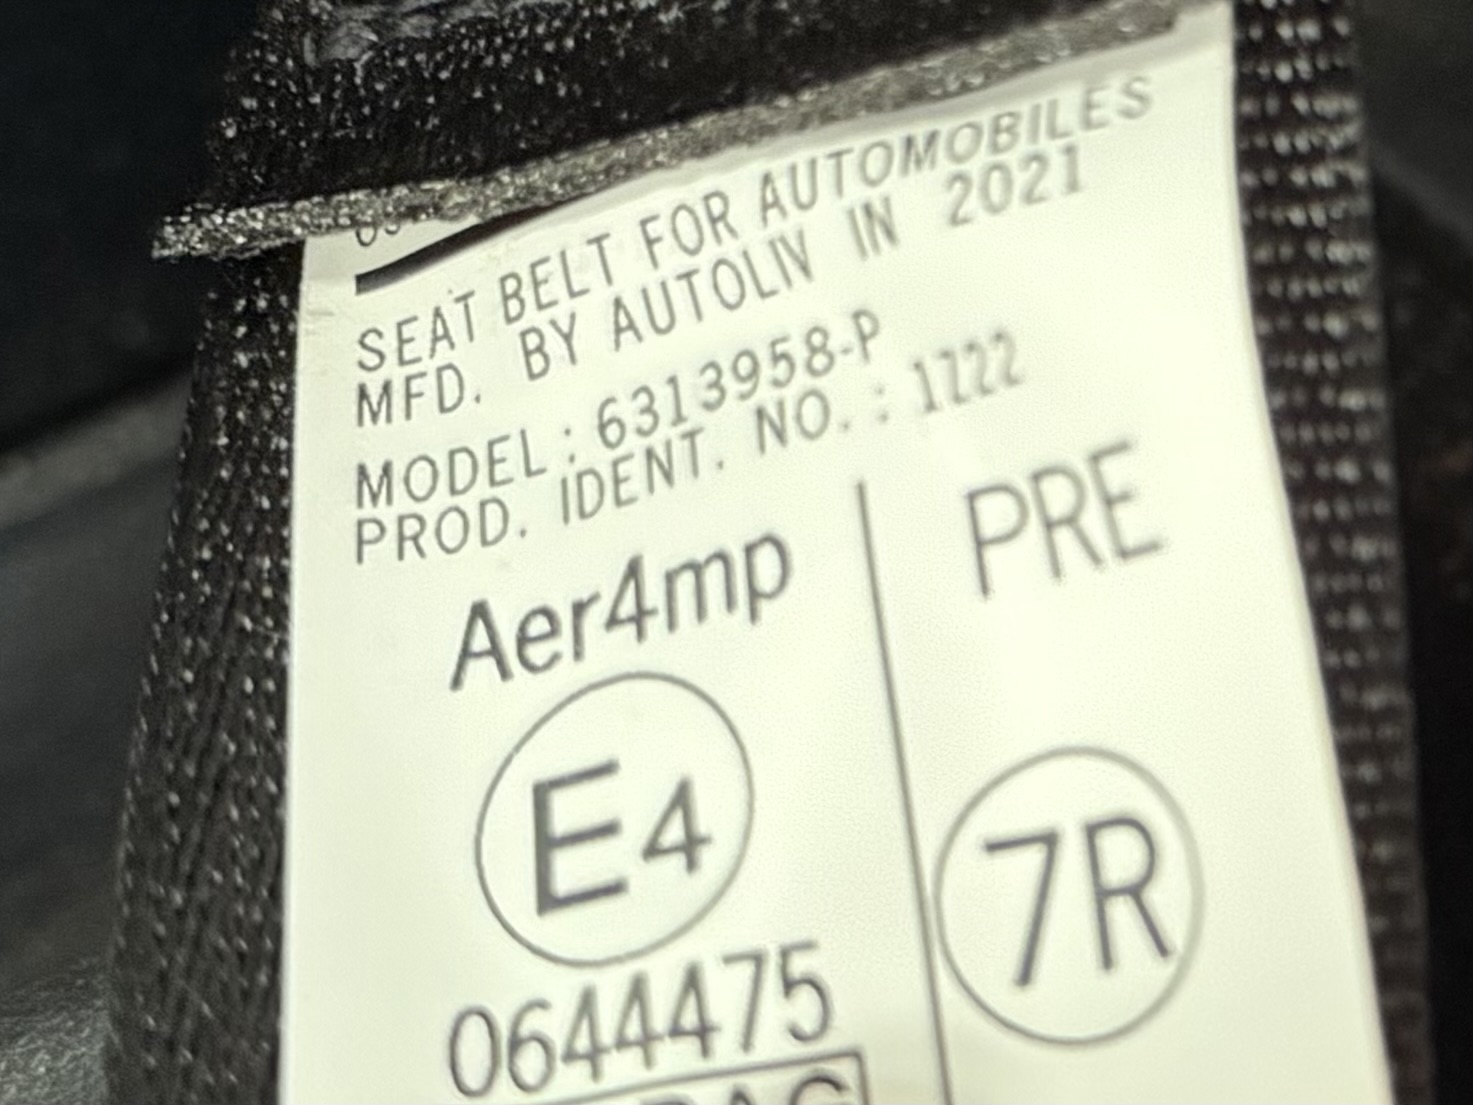 SEAT BELT FOR AUTOMOBILES
MFD. BY AUTOLIV IN 2021
MODEL: 6313958-P
PROD. IDENT. NO. : 1722
Aer4mp
PRE
E4
7R
0644475